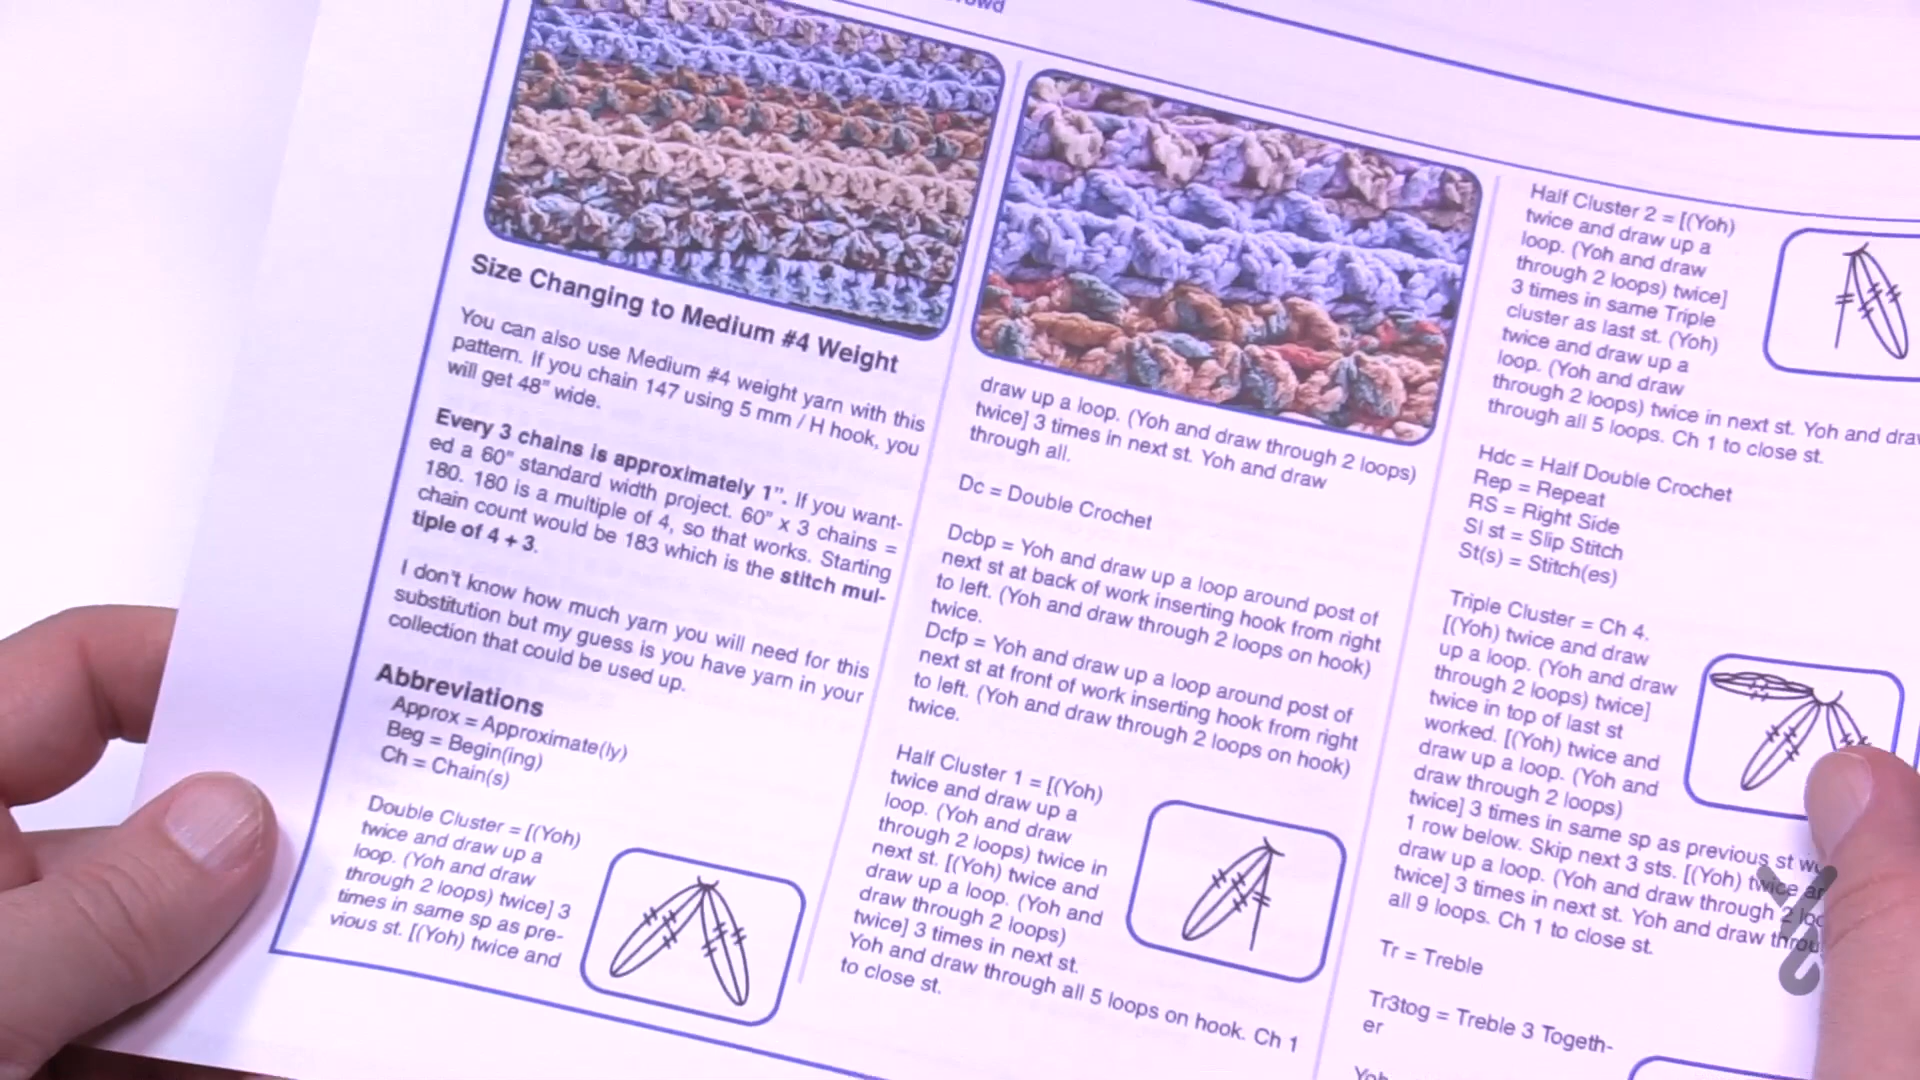 Size Changing to Medium #4 Weight
You can also use Medium #4 weight yarn with this
pattern. If you chain 147 using 5 mm / H hook, you
will get 48" wide.
Every 3 chains is approximately 1". If you want-
ed a 60" standard width project. 60" x 3 chains =
180. 180 is a multiple of 4, so that works. Starting
chain count would be 183 which is the stitch mul-
tiple of 4 + 3.
I don't know how much yarn you will need for this
substitution but my guess is you have yarn in your
collection that could be used up.
Abbreviations
Approx = Approximate(ly)
Beg = Begin(ing)
Ch = Chain(s)
Double Cluster = [(Yoh)
twice and draw up a
loop. (Yoh and draw
through 2 loops) twice] 3
times in same sp as pre-
vious st. [(Yoh) twice and
draw up a loop. (Yoh and draw through 2 loops)
twice] 3 times in next st. Yoh and draw
through all.
Dc = Double Crochet
Dcbp = Yoh and draw up a loop around post of
next st at back of work inserting hook from right
to left. (Yoh and draw through 2 loops on hook)
twice.
Dcfp = Yoh and draw up a loop around post of
next st at front of work inserting hook from right
to left. (Yoh and draw through 2 loops on hook)
twice.
Half Cluster 1 = [(Yoh)
twice and draw up a
loop. (Yoh and draw
through 2 loops) twice in
next st. [(Yoh) twice and
draw up a loop. (Yoh and
draw through 2 loops)
twice] 3 times in next st.
Yoh and draw through all 5 loops on hook. Ch 1
to close st.
Half Cluster 2 = [(Yoh)
twice and draw up a
loop. (Yoh and draw
through 2 loops) twice]
3 times in same Triple
cluster as last st. (Yoh)
twice and draw up a
loop. (Yoh and draw
through 2 loops) twice in next st. Yoh and draw
through all 5 loops. Ch 1 to close st.
Hdc = Half Double Crochet
Rep = Repeat
RS = Right Side
Sl st = Slip Stitch
St(s) = Stitch(es)
Triple Cluster = Ch 4.
[(Yoh) twice and draw
up a loop. (Yoh and draw
through 2 loops) twice]
twice in top of last st
worked. [(Yoh) twice and
draw up a loop. (Yoh and
draw through 2 loops)
twice] 3 times in same sp as previous st
1 row below. Skip next 3 sts. [(Yoh) twice
draw up a loop. (Yoh and draw through 2
twice] 3 times in next st. Yoh and draw
all 9 loops. Ch 1 to close st.
Tr = Treble
Tr3tog = Treble 3 Togeth-
er